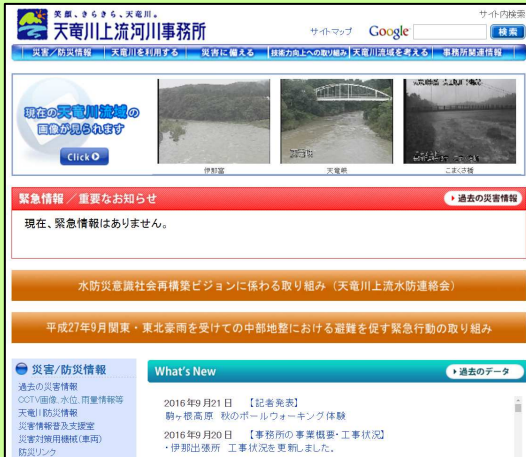 笑顔、きらきら、天竜川。
天竜川上流河川事務所
サイト内検索
サイトマップ Google 検索
災害/防災情報 天竜川を利用する 災害に備える 技術力向上への取り組み 天竜川流域を考える 事務所関連情報
現在の天竜川流域の
画像が見られます
Click
天竜峡
伊那富 天竜峡 こまくさ橋
緊急情報/重要なお知らせ 過去の災害情報
現在、緊急情報はありません。
水防災意識社会再構築ビジョンに係わる取り組み(天竜川上流水防連絡会)
平成27年9月関東・東北豪雨を受けての中部地整における避難を促す緊急行動の取り組み
災害/防災情報
過去の災害情報
CCTV画像、水位、雨量情報等
天竜川防災情報
災害情報普及支援室
災害対策用機械(車両)
防災リンク
What's New 過去のデータ
2016年9月21日 【記者発表】
駒ヶ根高原 秋のポールウォーキング体験
2016年9月20日 【事務所の事業概要・工事状況】
・伊那出張所 工事状況を更新しました。